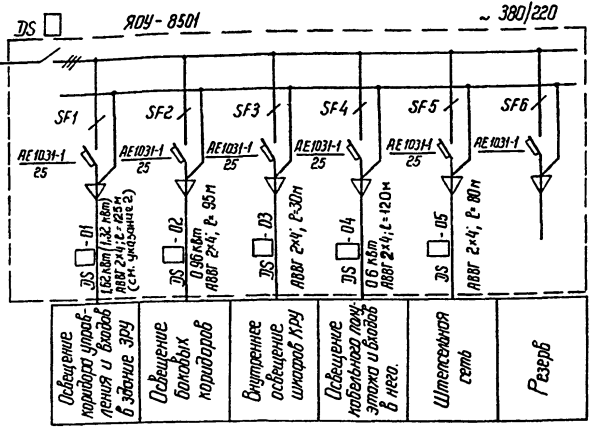 DS ЯОУ-8501 ~ 380/220
SF1 SF2 SF3 SF4 SF5 SF6
АЕ1031-1 АЕ1031-1 АЕ1031-1 АЕ1031-1 АЕ1031-1 АЕ1031-1
25 25 25 25 25 25
DS -01
1,62 кВт (1,32 кВт)
АВВГ 2×4; ℓ=125м
(см. указание 2)
DS -02
0,96 кВт
АВВГ 2×4; ℓ= 95м
DS -03
АВВГ 2×4; ℓ=30м
DS -04
0,6 кВт
АВВГ 2×4; ℓ=120м
DS -05
АВВГ 2×4; ℓ= 80м
Освещение
коридора управ-
ления и входов
в здание ЗРУ
Освещение
боковых
коридоров
Внутреннее
освещение
шкафов КРУ
Освещение
кабельного полу-
этажа и входов
в него.
Штепсельная
сеть
Резерв